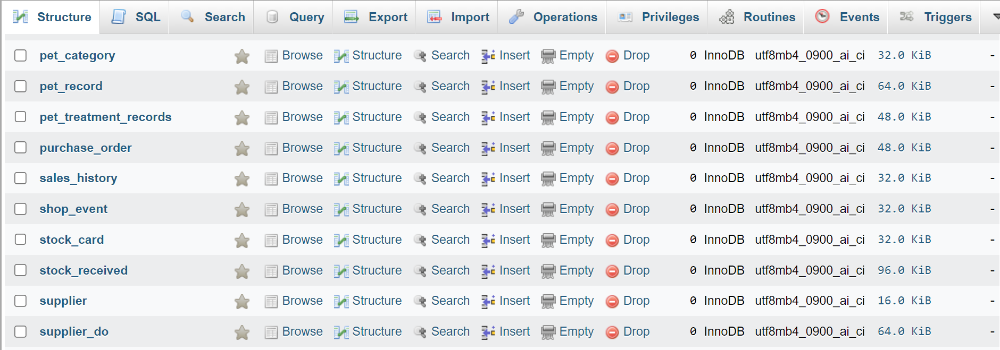 Structure SQL Search Query Export Import Operations Privileges Routines Events Triggers
pet_category Browse Structure Search Insert Empty Drop 0 InnoDB utf8mb4_0900_ai_ci 32.0 KiB -
pet_record Browse Structure Search Insert Empty Drop 0 InnoDB utf8mb4_0900_ai_ci 64.0 KiB -
pet_treatment_records Browse Structure Search Insert Empty Drop 0 InnoDB utf8mb4_0900_ai_ci 48.0 KiB -
purchase_order Browse Structure Search Insert Empty Drop 0 InnoDB utf8mb4_0900_ai_ci 48.0 KiB -
sales_history Browse Structure Search Insert Empty Drop 0 InnoDB utf8mb4_0900_ai_ci 32.0 KiB -
shop_event Browse Structure Search Insert Empty Drop 0 InnoDB utf8mb4_0900_ai_ci 32.0 KiB -
stock_card Browse Structure Search Insert Empty Drop 0 InnoDB utf8mb4_0900_ai_ci 32.0 KiB -
stock_received Browse Structure Search Insert Empty Drop 0 InnoDB utf8mb4_0900_ai_ci 96.0 KiB -
supplier Browse Structure Search Insert Empty Drop 0 InnoDB utf8mb4_0900_ai_ci 16.0 KiB -
supplier_do Browse Structure Search Insert Empty Drop 0 InnoDB utf8mb4_0900_ai_ci 64.0 KiB -